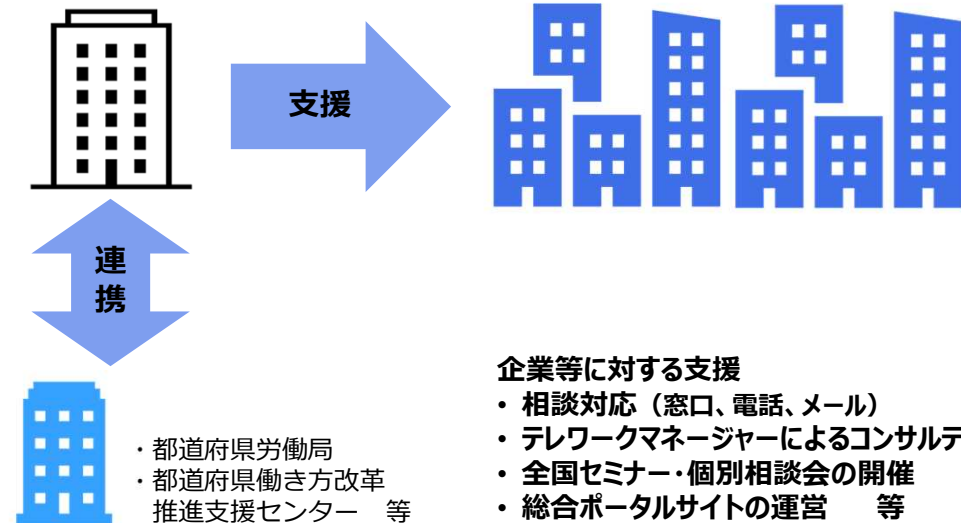 支援
連携
・都道府県労働局
・都道府県働き方改革
推進支援センター 等
企業等に対する支援
• 相談対応（窓口、電話、メール）
• テレワークマネージャーによるコンサルテ
• 全国セミナー・個別相談会の開催
• 総合ポータルサイトの運営 等